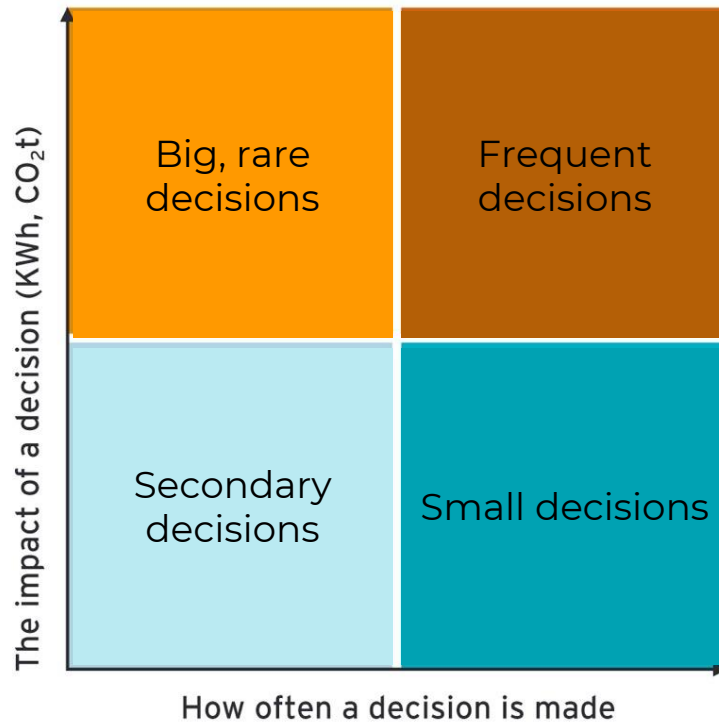 The impact of a decision (KWh, CO₂t)
Big, rare
decisions
Frequent
decisions
Secondary
decisions
Small decisions
How often a decision is made